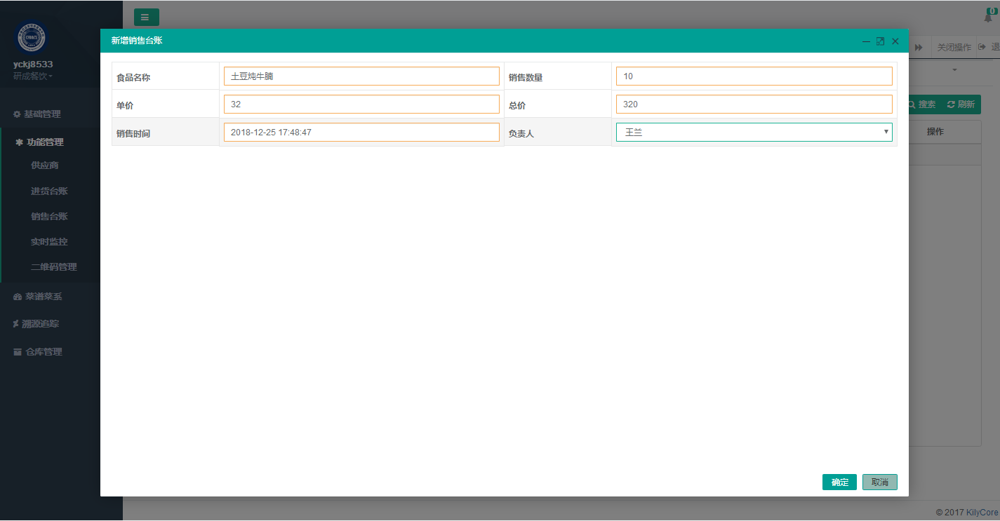 0
yckj8533
研成餐饮
关闭操作
基础管理
功能管理
供应商
进货台账
销售台账
实时监控
二维码管理
菜谱菜系
溯源追踪
仓库管理
搜索 刷新
操作
新增销售台账
食品名称 土豆炖牛腩 销售数量 10
单价 32 总价 320
销售时间 2018-12-25 17:48:47 负责人 王兰
确定 取消
© 2017 KilyCore